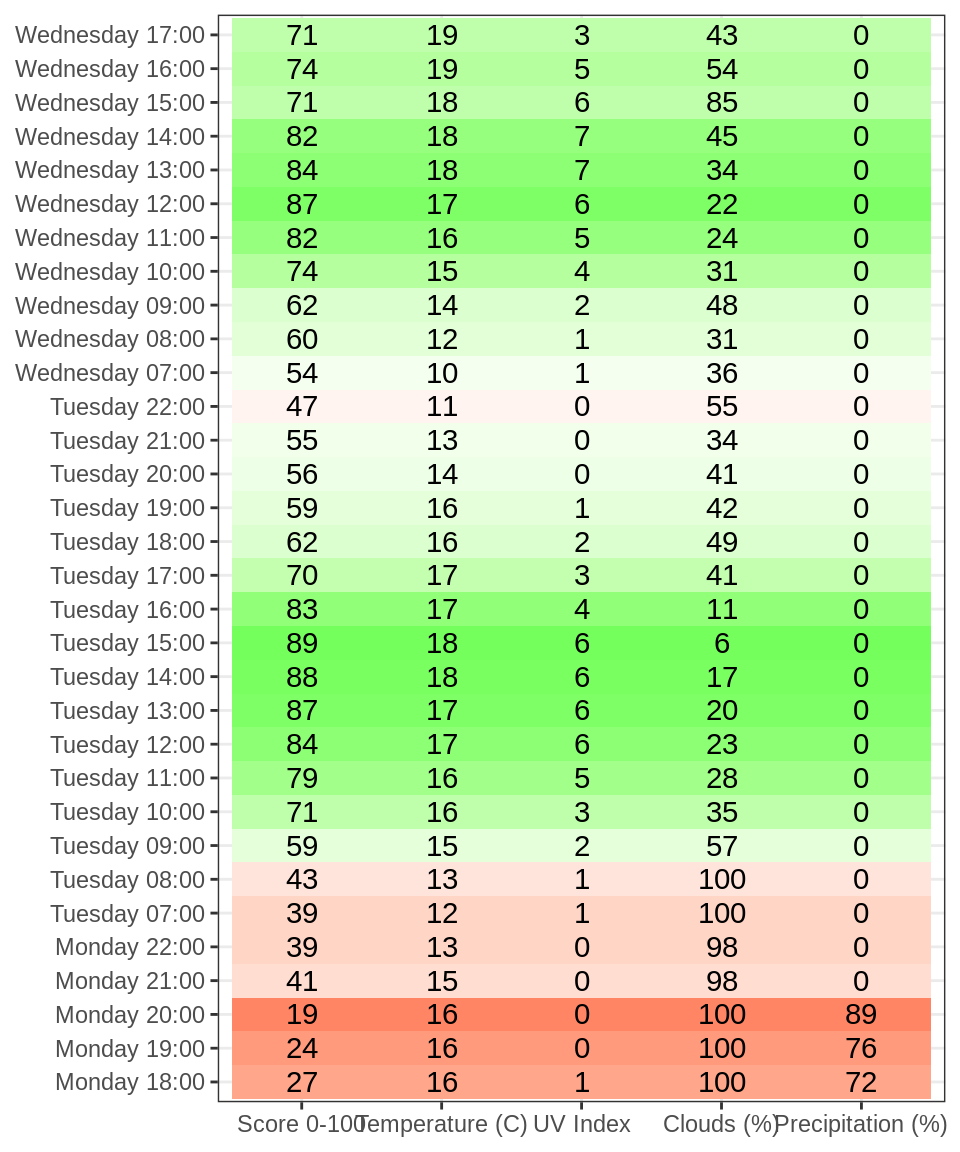 Wednesday 17:00 71 19 3 43 0
Wednesday 16:00 74 19 5 54 0
Wednesday 15:00 71 18 6 85 0
Wednesday 14:00 82 18 7 45 0
Wednesday 13:00 84 18 7 34 0
Wednesday 12:00 87 17 6 22 0
Wednesday 11:00 82 16 5 24 0
Wednesday 10:00 74 15 4 31 0
Wednesday 09:00 62 14 2 48 0
Wednesday 08:00 60 12 1 31 0
Wednesday 07:00 54 10 1 36 0
Tuesday 22:00 47 11 0 55 0
Tuesday 21:00 55 13 0 34 0
Tuesday 20:00 56 14 0 41 0
Tuesday 19:00 59 16 1 42 0
Tuesday 18:00 62 16 2 49 0
Tuesday 17:00 70 17 3 41 0
Tuesday 16:00 83 17 4 11 0
Tuesday 15:00 89 18 6 6 0
Tuesday 14:00 88 18 6 17 0
Tuesday 13:00 87 17 6 20 0
Tuesday 12:00 84 17 6 23 0
Tuesday 11:00 79 16 5 28 0
Tuesday 10:00 71 16 3 35 0
Tuesday 09:00 59 15 2 57 0
Tuesday 08:00 43 13 1 100 0
Tuesday 07:00 39 12 1 100 0
Monday 22:00 39 13 0 98 0
Monday 21:00 41 15 0 98 0
Monday 20:00 19 16 0 100 89
Monday 19:00 24 16 0 100 76
Monday 18:00 27 16 1 100 72
Score 0-100 Temperature (C) UV Index Clouds (%) Precipitation (%)